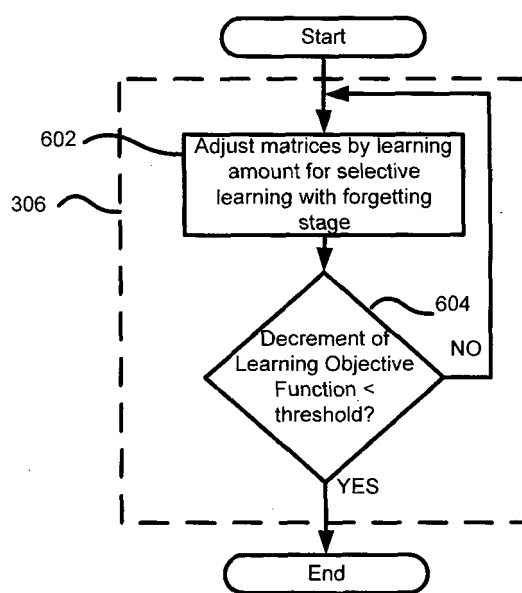 Start
602
Adjust matrices by learning
amount for selective
learning with forgetting
stage
306
604
Decrement of
Learning Objective
Function <
threshold?
NO
YES
End